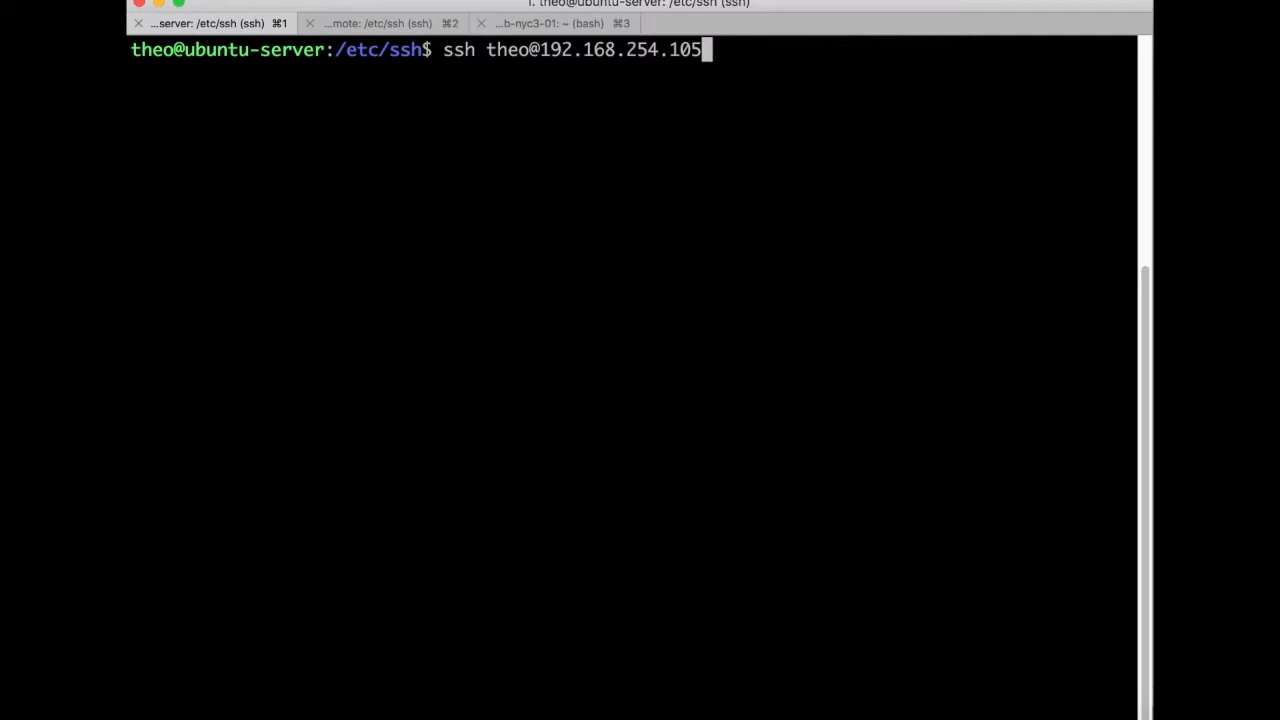 1. theo@ubuntu-server: /etc/ssh (ssh)
...server: /etc/ssh (ssh) ⌘1 ...mote: /etc/ssh (ssh) ⌘2 ...b-nyc3-01: ~ (bash) ⌘3
theo@ubuntu-server:/etc/ssh$ ssh theo@192.168.254.105